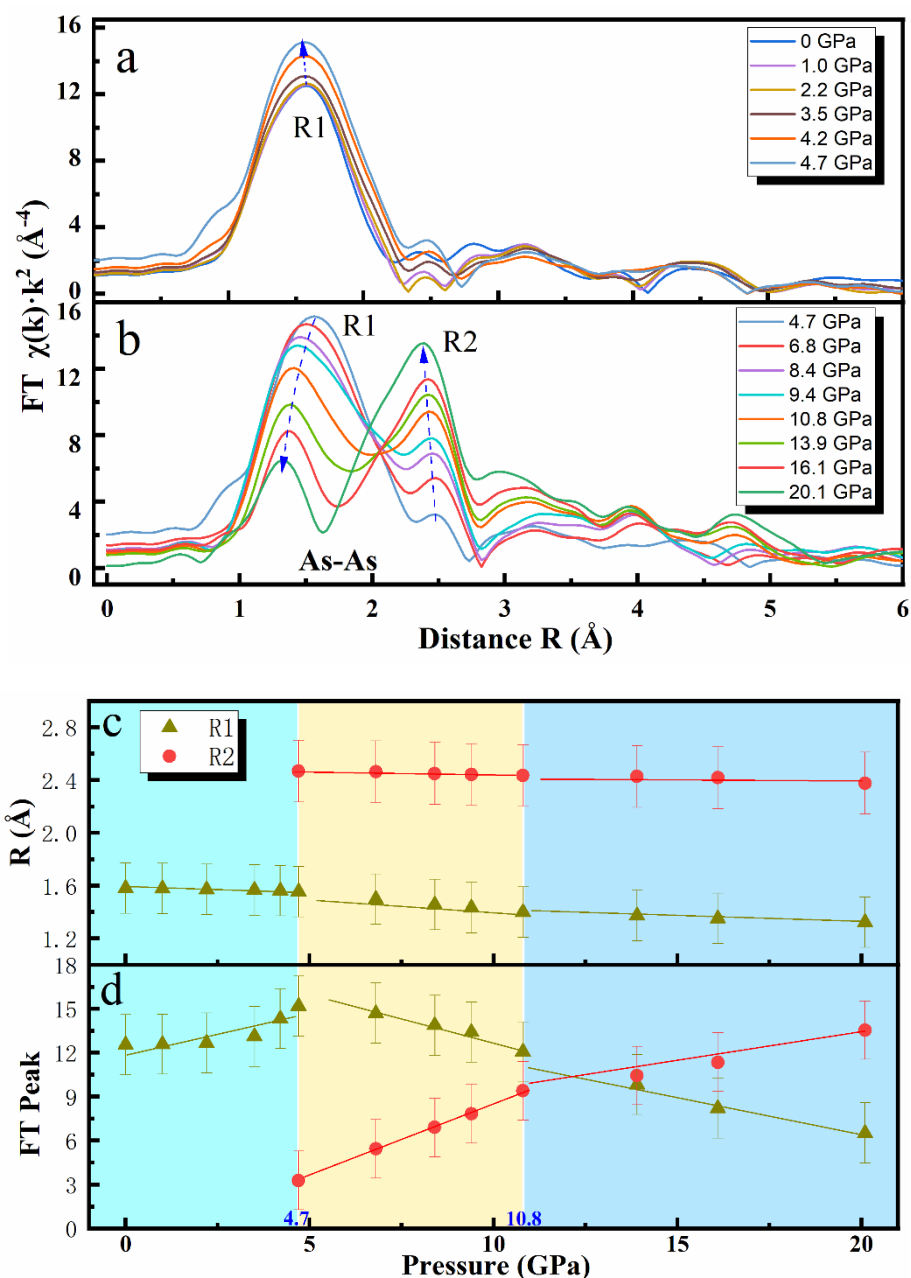 a
16
12
8
4
0
FT χ(k)·k² (Å⁻⁴)
R1
0 GPa
1.0 GPa
2.2 GPa
3.5 GPa
4.2 GPa
4.7 GPa
b
16
12
8
4
0
R1
R2
As-As
4.7 GPa
6.8 GPa
8.4 GPa
9.4 GPa
10.8 GPa
13.9 GPa
16.1 GPa
20.1 GPa
0 1 2 3 4 5 6
Distance R (Å)
c
R1
R2
2.8
2.4
2.0
1.6
1.2
R (Å)
d
18
15
12
9
6
3
0
FT Peak
4.7
10.8
0 5 10 15 20
Pressure (GPa)